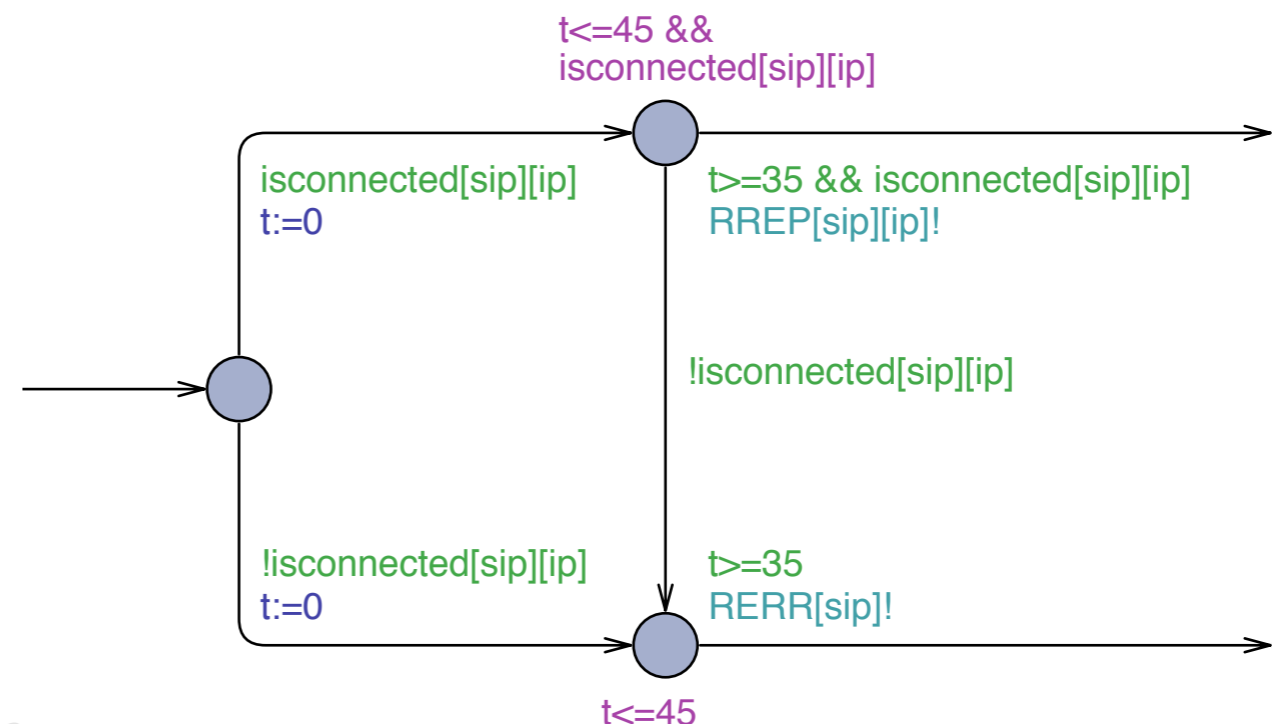 t<=45 &&
isconnected[sip][ip]
isconnected[sip][ip]
t:=0
t>=35 && isconnected[sip][ip]
RREP[sip][ip]!
!isconnected[sip][ip]
!isconnected[sip][ip]
t:=0
t>=35
RERR[sip]!
t<=45